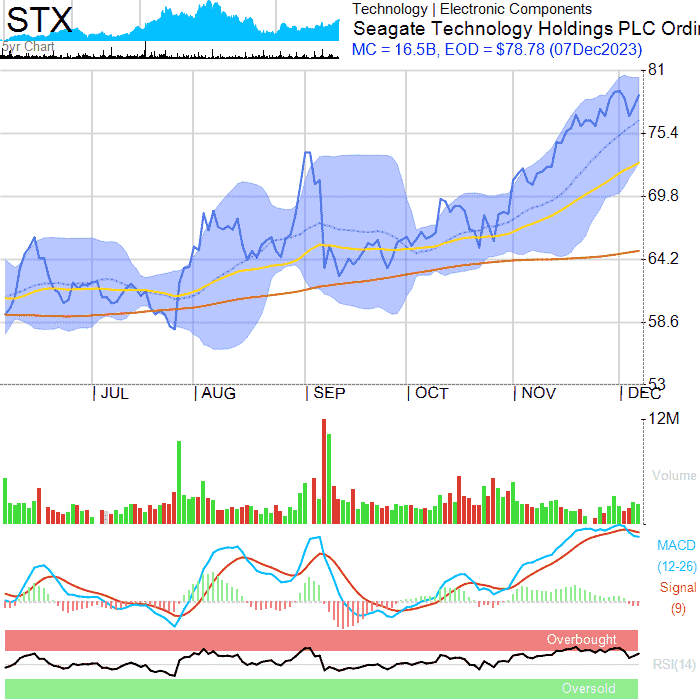 STX
5yr Chart
Technology | Electronic Components
Seagate Technology Holdings PLC Ordi
MC = 16.5B, EOD = $78.78 (07Dec2023)
81
75.4
69.8
64.2
58.6
53
JUL AUG SEP OCT NOV DEC
12M
Volume
MACD
(12-26)
Signal
(9)
Overbought
RSI(14)
Oversold